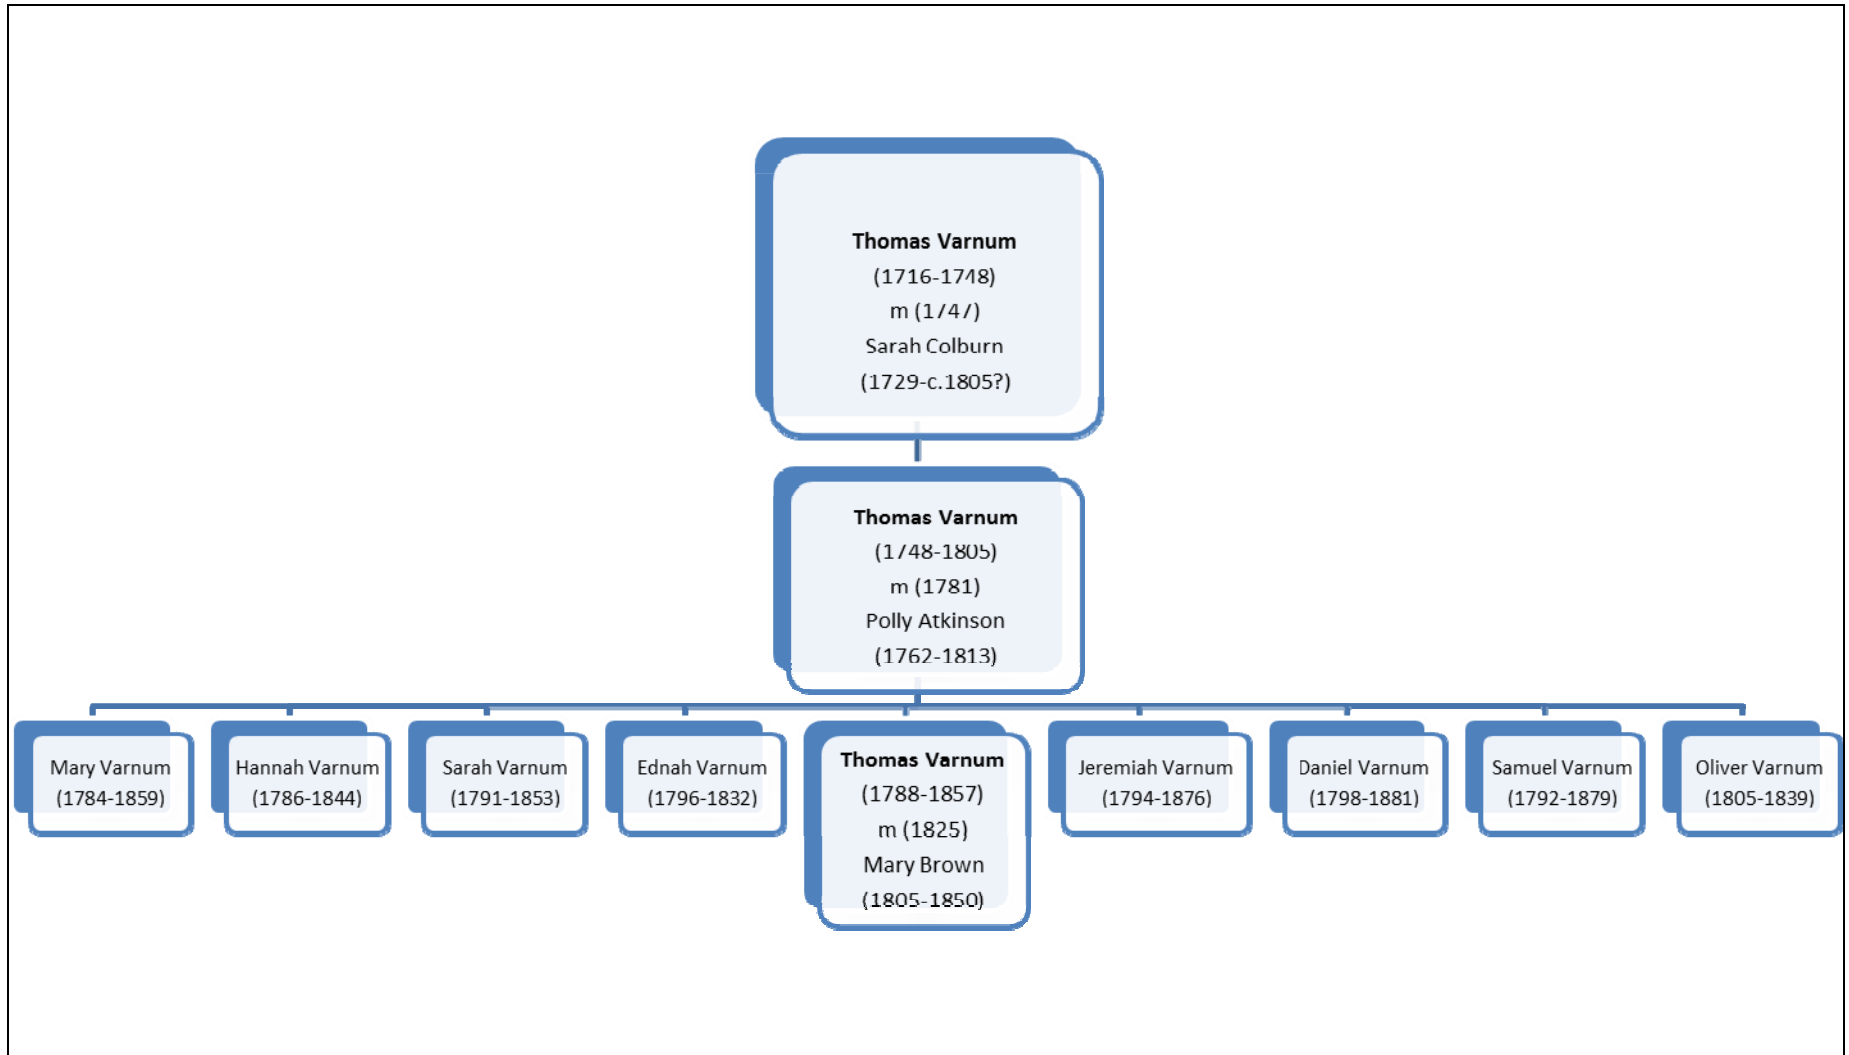 Thomas Varnum
(1716-1748)
m (1747)
Sarah Colburn
(1729-c.1805?)
Thomas Varnum
(1748-1805)
m (1781)
Polly Atkinson
(1762-1813)
Mary Varnum
(1784-1859)
Hannah Varnum
(1786-1844)
Sarah Varnum
(1791-1853)
Ednah Varnum
(1796-1832)
Thomas Varnum
(1788-1857)
m (1825)
Mary Brown
(1805-1850)
Jeremiah Varnum
(1794-1876)
Daniel Varnum
(1798-1881)
Samuel Varnum
(1792-1879)
Oliver Varnum
(1805-1839)